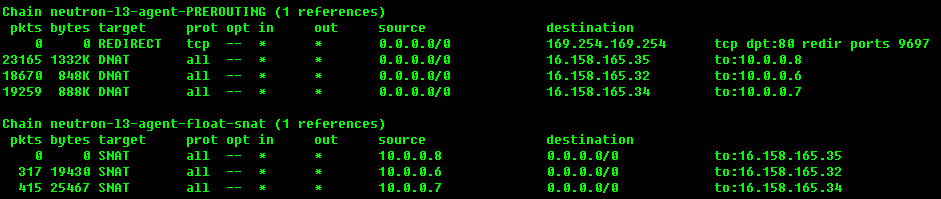 Chain neutron-l3-agent-PREROUTING (1 references)
pkts bytes target prot opt in out source destination
0 0 REDIRECT tcp -- * * 0.0.0.0/0 169.254.169.254 tcp dpt:80 redir ports 9697
23165 1332K DNAT all -- * * 0.0.0.0/0 16.158.165.35 to:10.0.0.8
18670 848K DNAT all -- * * 0.0.0.0/0 16.158.165.32 to:10.0.0.6
19259 888K DNAT all -- * * 0.0.0.0/0 16.158.165.34 to:10.0.0.7
Chain neutron-l3-agent-float-snat (1 references)
pkts bytes target prot opt in out source destination
0 0 SNAT all -- * * 10.0.0.8 0.0.0.0/0 to:16.158.165.35
317 19430 SNAT all -- * * 10.0.0.6 0.0.0.0/0 to:16.158.165.32
415 25467 SNAT all -- * * 10.0.0.7 0.0.0.0/0 to:16.158.165.34